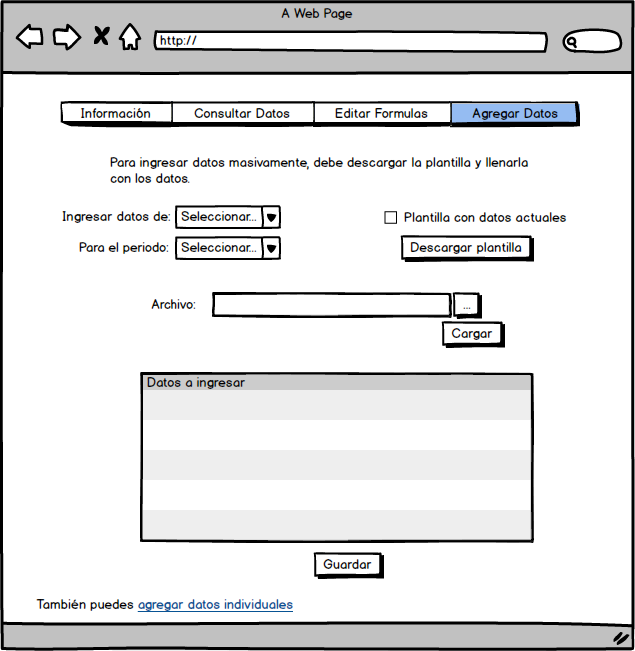 A Web Page
http://
Información Consultar Datos Editar Formulas Agregar Datos
Para ingresar datos masivamente, debe descargar la plantilla y llenarla
con los datos.
Ingresar datos de: Seleccionar... Plantilla con datos actuales
Para el periodo: Seleccionar... Descargar plantilla
Archivo: ...
Cargar
Datos a ingresar
Guardar
También puedes agregar datos individuales